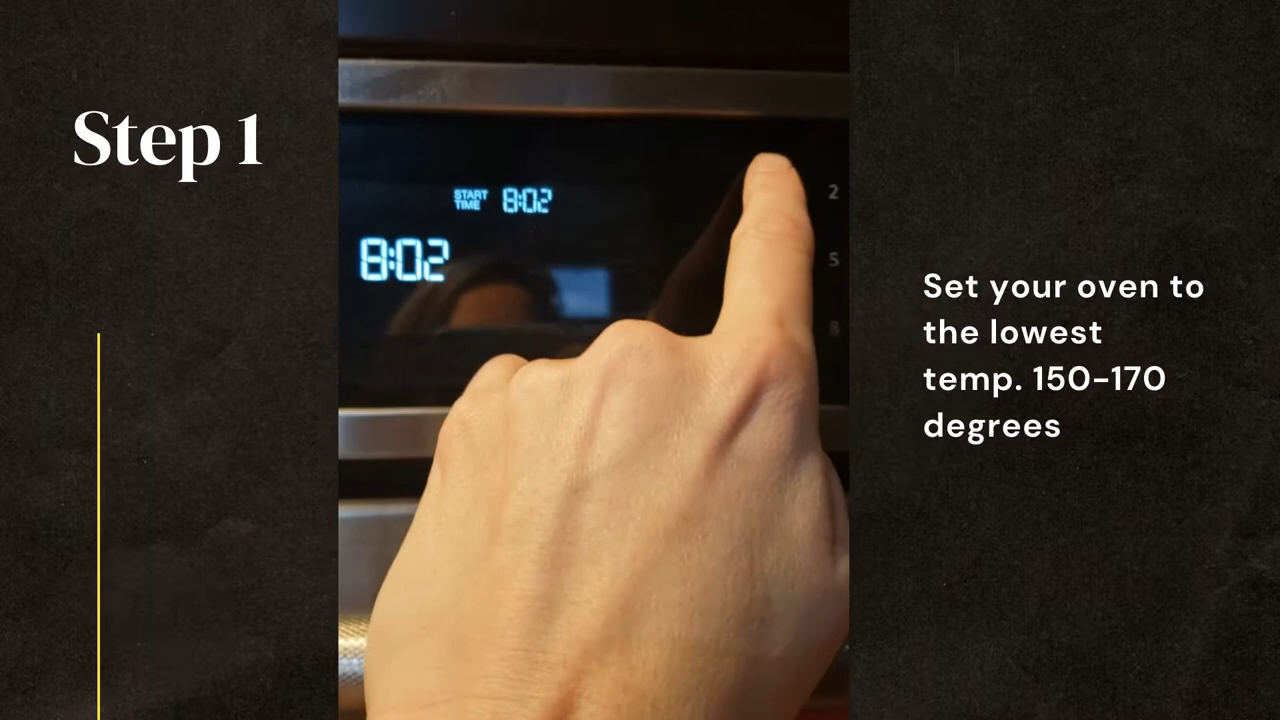 Step 1
START
TIME
8:02
8:02
2
5
8
Set your oven to
the lowest
temp. 150-170
degrees